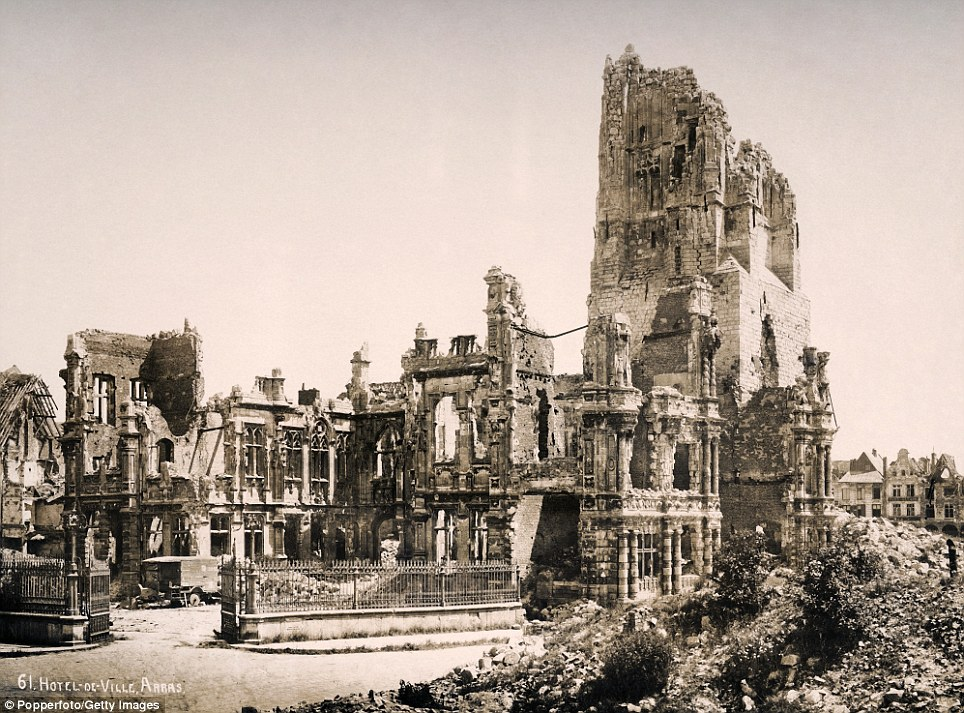 61. HOTEL-DE-VILLE, ARRAS
© Popperfoto/Getty Images